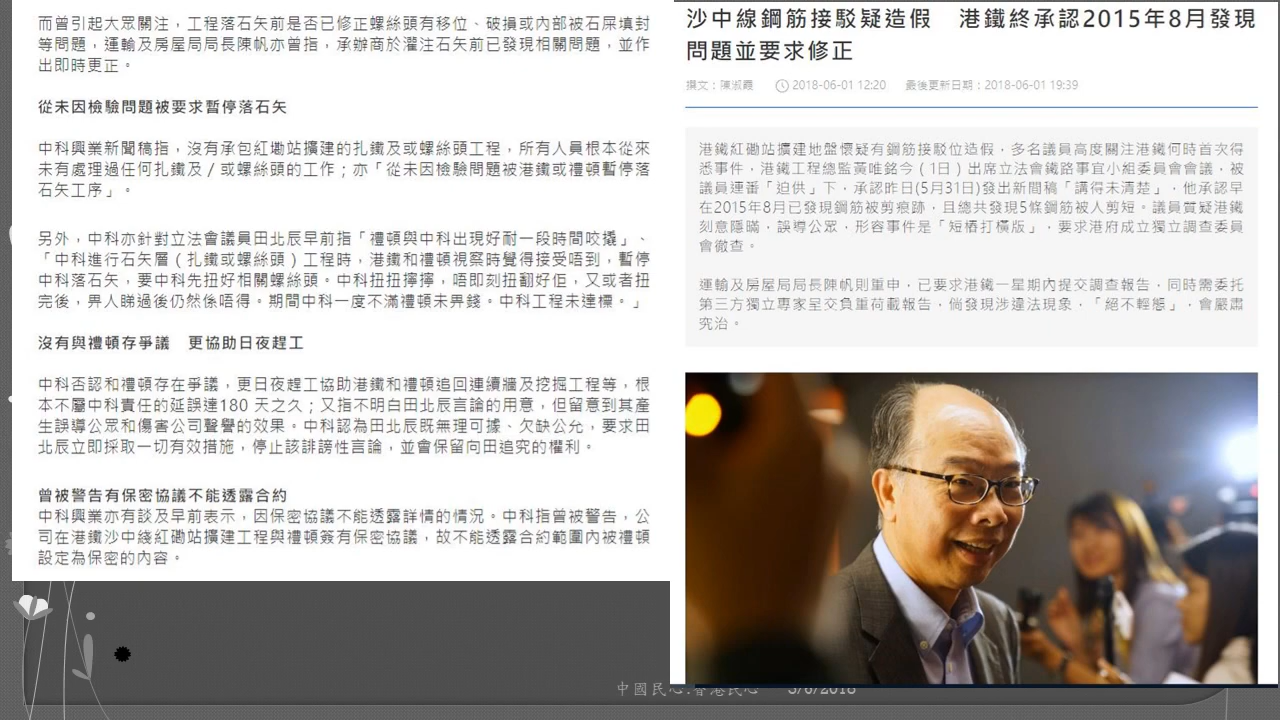 而曾引起大眾關注，工程落石矢前是否已修正螺絲頭有移位、破損或內部被石屎填封
等問題，運輸及房屋局局長陳帆亦曾指，承辦商於灌注石矢前已發現相關問題，並作
出即時更正。
從未因檢驗問題被要求暫停落石矢
中科興業新聞稿指，沒有承包紅磡站擴建的扎鐵及或螺絲頭工程，所有人員根本從來
未有處理過任何扎鐵及 / 或螺絲頭的工作；亦「從未因檢驗問題被港鐵或禮頓暫停落
石矢工序」。
另外，中科亦針對立法會議員田北辰早前指「禮頓與中科出現好耐一段時間咬撬」、
「中科進行石矢層（扎鐵或螺絲頭）工程時，港鐵和禮頓視察時覺得接受唔到，暫停
中科落石矢，要中科先扭好相關螺絲頭。中科扭扭擰擰，唔即刻扭翻好佢，又或者扭
完後，畀人睇過後仍然係唔得。期間中科一度不滿禮頓未畀錢。中科工程未達標。」
沒有與禮頓存爭議　更協助日夜趕工
中科否認和禮頓存在爭議，更日夜趕工協助港鐵和禮頓追回連續牆及挖掘工程等，根
本不屬中科責任的延誤達180 天之久；又指不明白田北辰言論的用意，但留意到其產
生誤導公眾和傷害公司聲譽的效果。中科認為田北辰既無理可據、欠缺公允，要求田
北辰立即採取一切有效措施，停止該誹謗性言論，並會保留向田追究的權利。
曾被警告有保密協議不能透露合約
中科興業亦有談及早前表示，因保密協議不能透露詳情的情況。中科指曾被警告，公
司在港鐵沙中綫紅磡站擴建工程與禮頓簽有保密協議，故不能透露合約範圍內被禮頓
設定為保密的內容。
沙中線鋼筋接駁疑造假　港鐵終承認2015年8月發現
問題並要求修正
撰文：陳淑霞　2018-06-01 12:20　最後更新日期：2018-06-01 19:39
港鐵紅磡站擴建地盤懷疑有鋼筋接駁位造假，多名議員高度關注港鐵何時首次得
悉事件，港鐵工程總監黃唯銘今（1日）出席立法會鐵路事宜小組委員會會議，被
議員連番「迫供」下，承認昨日(5月31日)發出新聞稿「講得未清楚」，他承認早
在2015年8月已發現鋼筋被剪痕跡，且總共發現5條鋼筋被人剪短。議員質疑港鐵
刻意隱瞞，誤導公眾，形容事件是「短樁打橫版」，要求港府成立獨立調查委員
會徹查。
運輸及房屋局局長陳帆則重申，已要求港鐵一星期內提交調查報告，同時需委托
第三方獨立專家呈交負重荷載報告，倘發現涉違法現象，「絕不輕態」，會嚴肅
究治。
中國民心.香港民心　3/6/2018